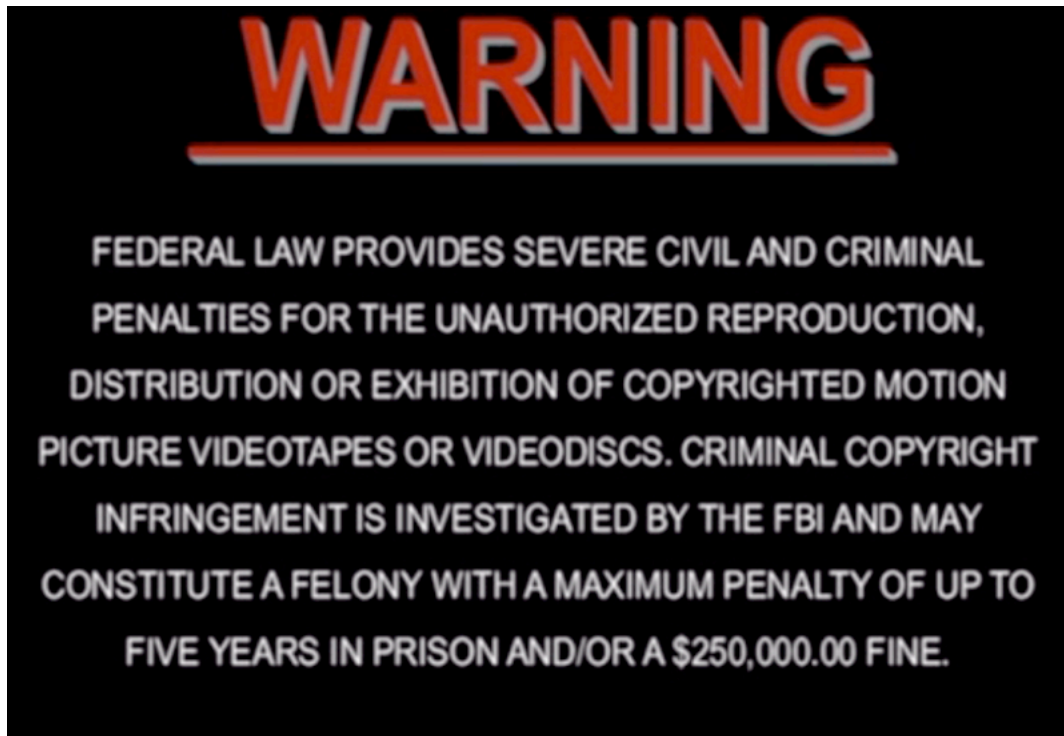 WARNING
FEDERAL LAW PROVIDES SEVERE CIVIL AND CRIMINAL
PENALTIES FOR THE UNAUTHORIZED REPRODUCTION,
DISTRIBUTION OR EXHIBITION OF COPYRIGHTED MOTION
PICTURE VIDEOTAPES OR VIDEODISCS. CRIMINAL COPYRIGHT
INFRINGEMENT IS INVESTIGATED BY THE FBI AND MAY
CONSTITUTE A FELONY WITH A MAXIMUM PENALTY OF UP TO
FIVE YEARS IN PRISON AND/OR A $250,000.00 FINE.